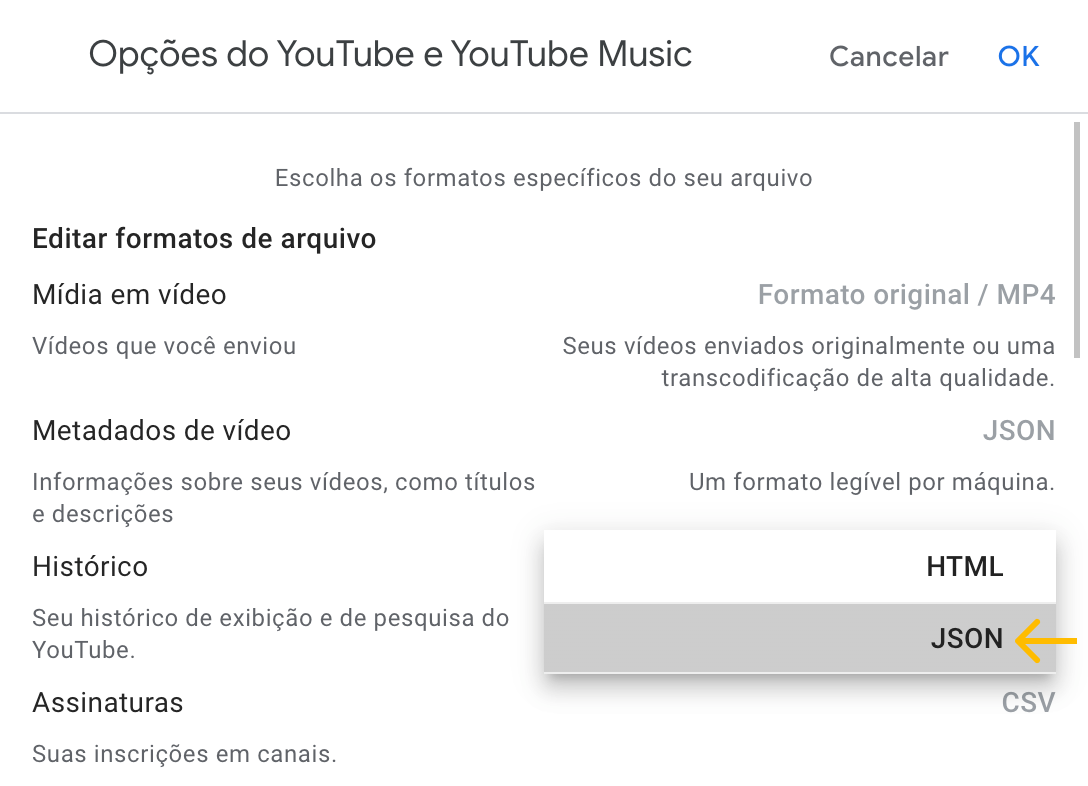 Opções do YouTube e YouTube Music
Cancelar
OK
Escolha os formatos específicos do seu arquivo
Editar formatos de arquivo
Mídia em vídeo
Formato original / MP4
Vídeos que você enviou
Seus vídeos enviados originalmente ou uma
transcodificação de alta qualidade.
Metadados de vídeo
JSON
Informações sobre seus vídeos, como títulos
e descrições
Um formato legível por máquina.
Histórico
HTML
Seu histórico de exibição e de pesquisa do
YouTube.
JSON
Assinaturas
CSV
Suas inscrições em canais.